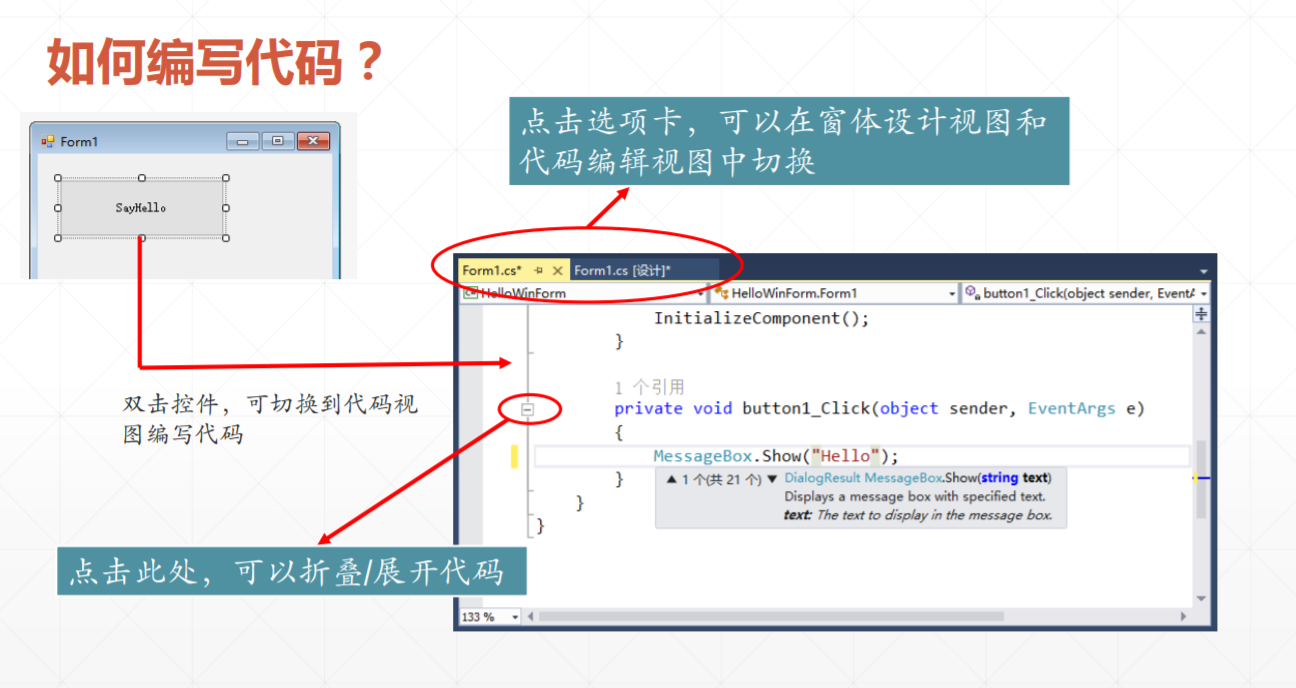 如何编写代码？
Form1
SayHello
点击选项卡，可以在窗体设计视图和
代码编辑视图中切换
Form1.cs*
Form1.cs [设计]*
HelloWinForm
HelloWinForm.Form1
button1_Click(object sender, EventA
InitializeComponent();
}
1 个引用
private void button1_Click(object sender, EventArgs e)
{
MessageBox.Show("Hello");
}
▲ 1 个(共 21 个) ▼ DialogResult MessageBox.Show(string text)
Displays a message box with specified text.
text: The text to display in the message box.
}
}
双击控件，可切换到代码视
图编写代码
点击此处，可以折叠/展开代码
133 %